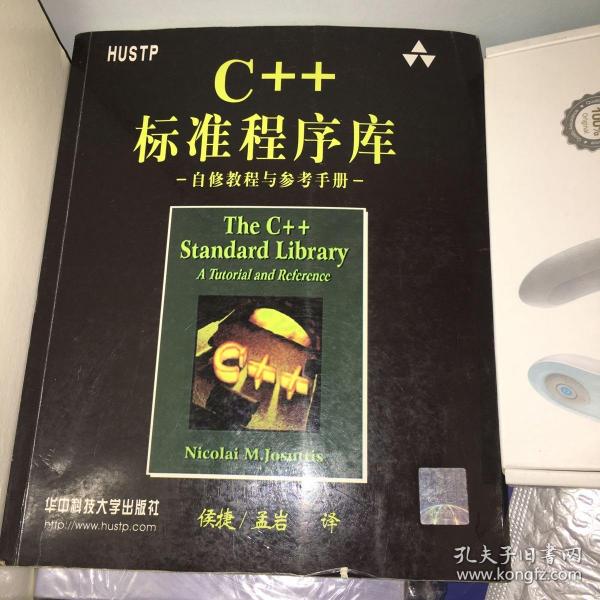 HUSTP
C++
标准程序库
-自修教程与参考手册-
The C++
Standard Library
A Tutorial and Reference
C++
Nicolai M.Josuttis
华中科技大学出版社
http://www.hustp.com
侯捷/孟岩 译
100%
original
孔夫子旧书网
www.kongfz.com